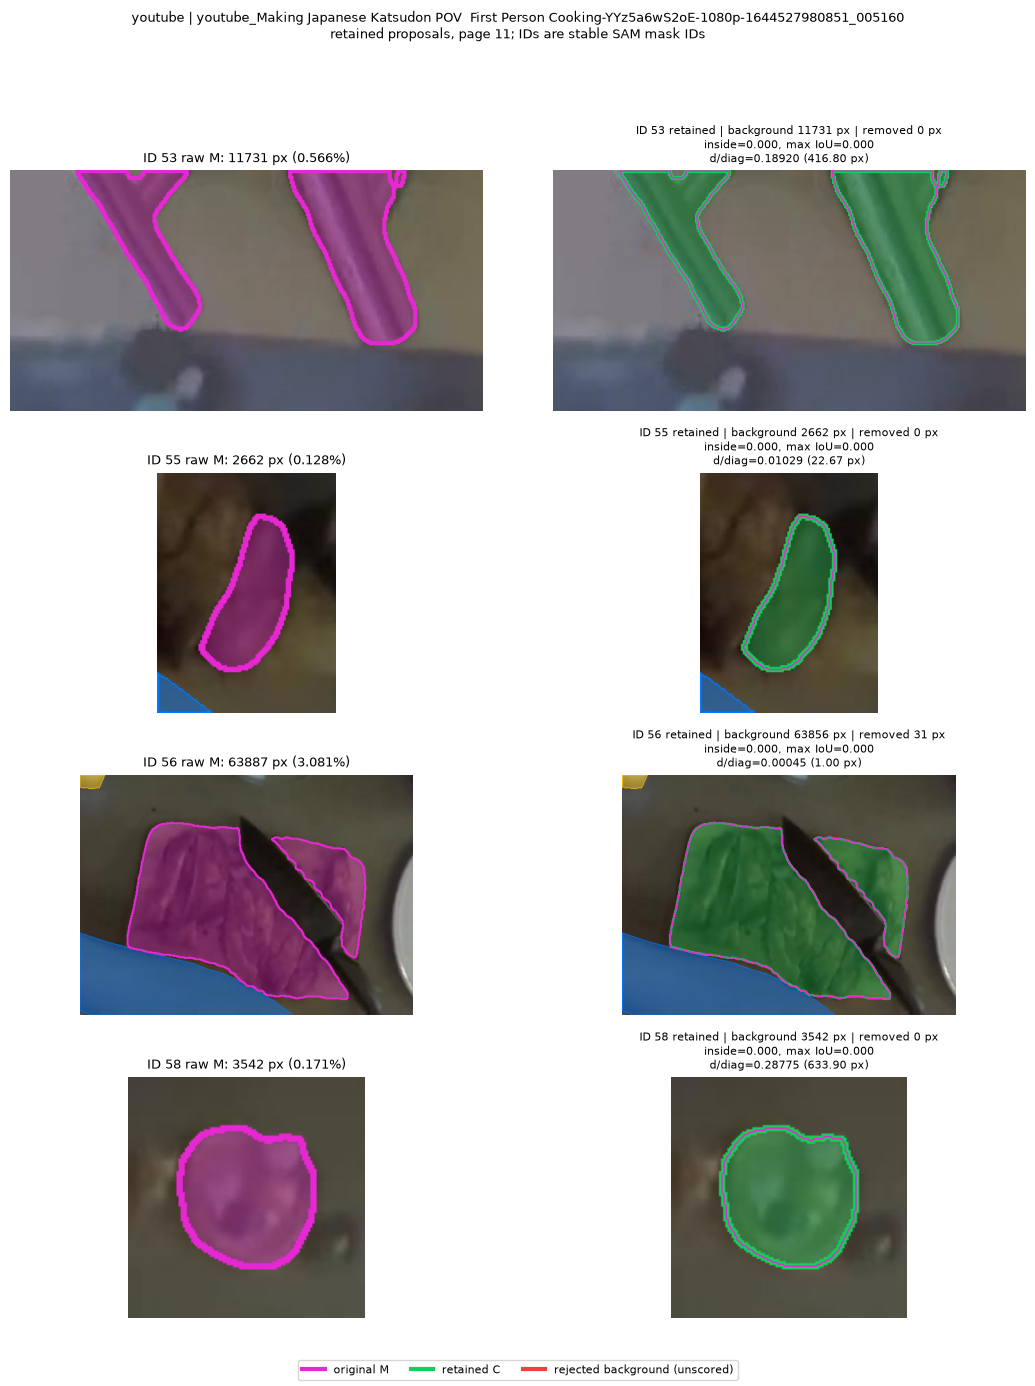 youtube | youtube_Making Japanese Katsudon POV  First Person Cooking-YYz5a6wS2oE-1080p-1644527980851_005160
retained proposals, page 11; IDs are stable SAM mask IDs
ID 53 raw M: 11731 px (0.566%)
ID 53 retained | background 11731 px | removed 0 px
inside=0.000, max IoU=0.000
d/diag=0.18920 (416.80 px)
ID 55 raw M: 2662 px (0.128%)
ID 55 retained | background 2662 px | removed 0 px
inside=0.000, max IoU=0.000
d/diag=0.01029 (22.67 px)
ID 56 raw M: 63887 px (3.081%)
ID 56 retained | background 63856 px | removed 31 px
inside=0.000, max IoU=0.000
d/diag=0.00045 (1.00 px)
ID 58 raw M: 3542 px (0.171%)
ID 58 retained | background 3542 px | removed 0 px
inside=0.000, max IoU=0.000
d/diag=0.28775 (633.90 px)
original M
retained C
rejected background (unscored)